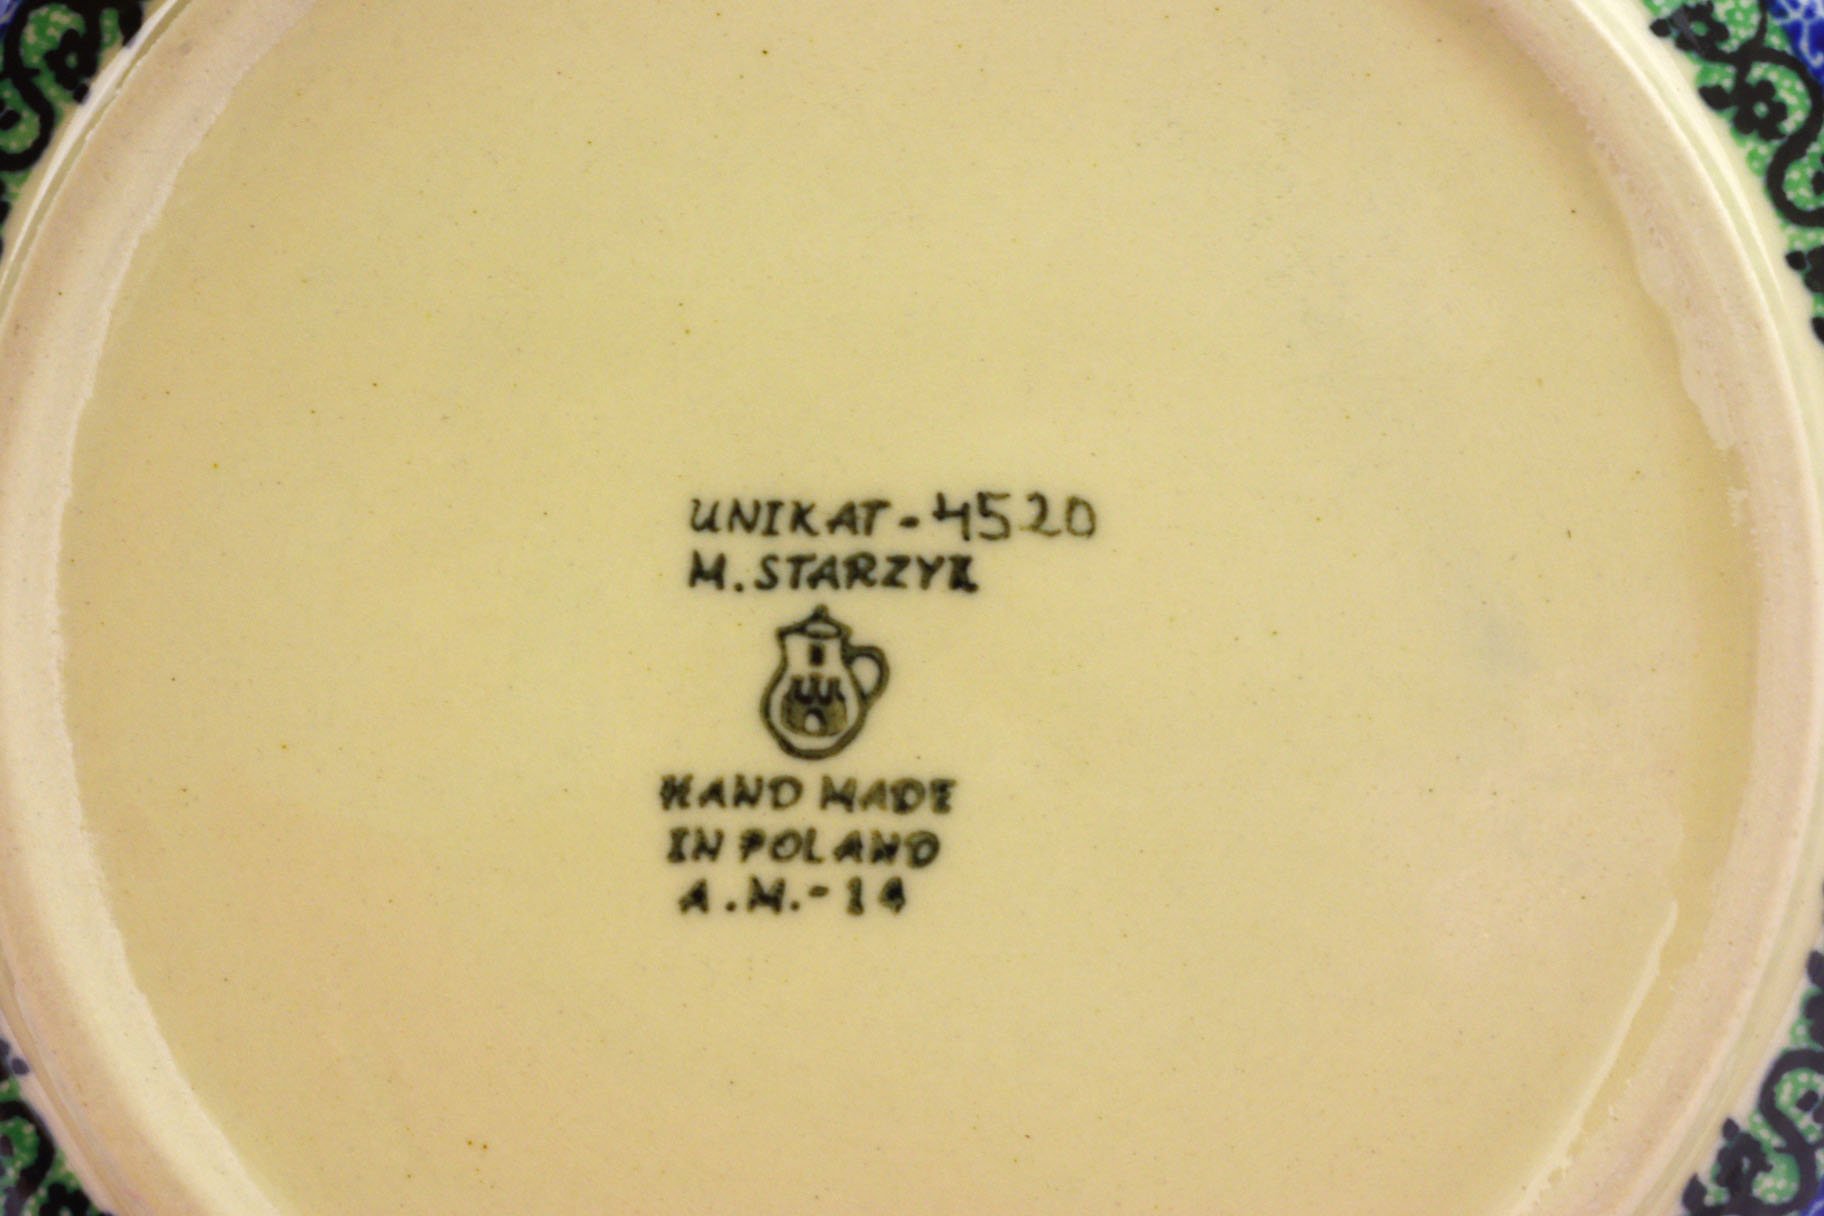 UNIKAT-4520
M. STARZYK
HAND MADE
IN POLAND
A.M.-14